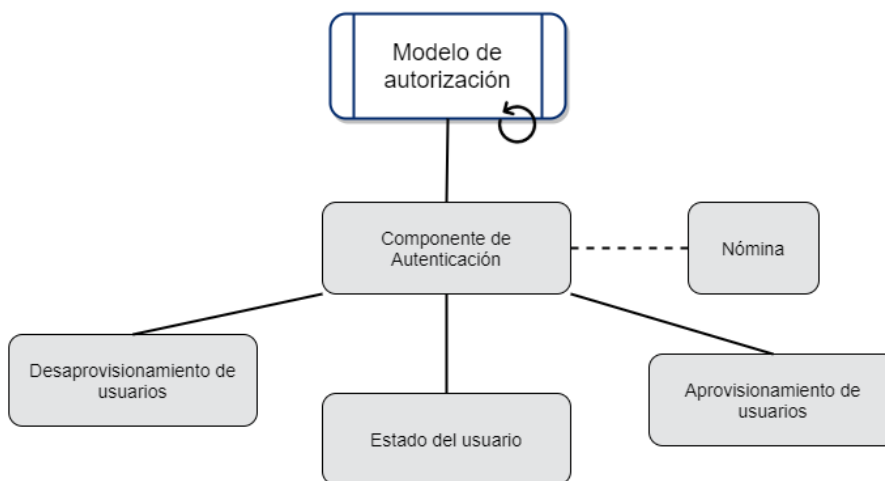 Modelo de
autorización
Componente de
Autenticación
Nómina
Desaprovisionamiento de
usuarios
Estado del usuario
Aprovisionamiento de
usuarios